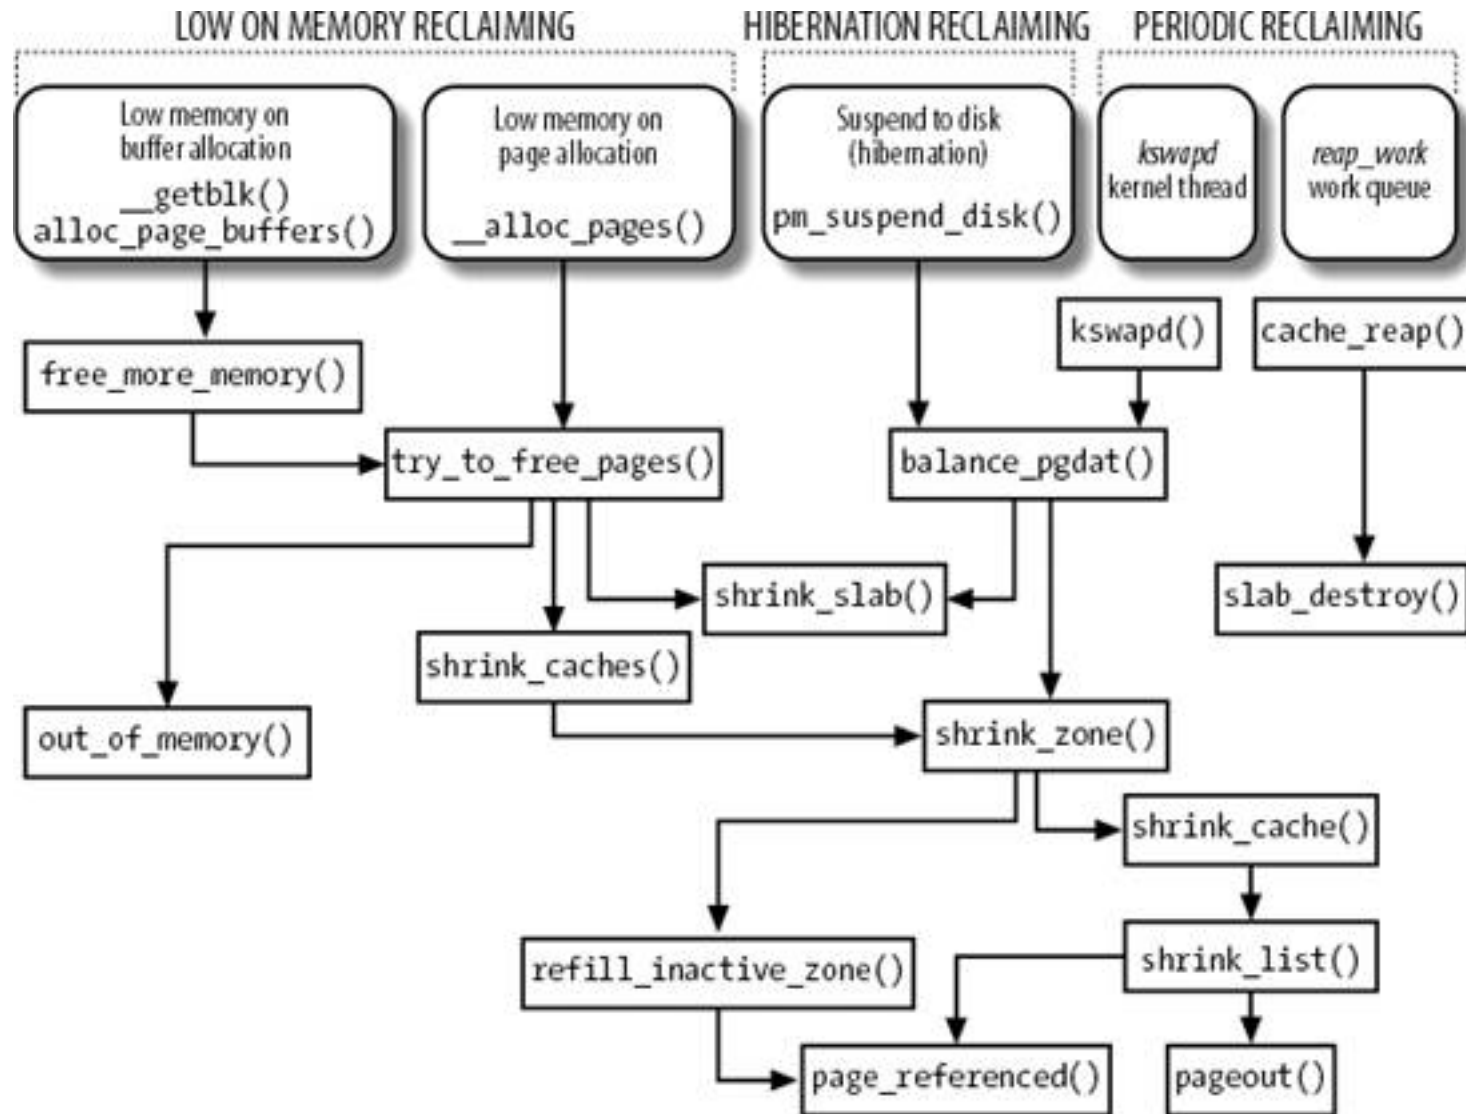 LOW ON MEMORY RECLAIMING
HIBERNATION RECLAIMING
PERIODIC RECLAIMING
Low memory on
buffer allocation
__getblk()
alloc_page_buffers()
Low memory on
page allocation
__alloc_pages()
Suspend to disk
(hibernation)
pm_suspend_disk()
kswapd
kernel thread
reap_work
work queue
free_more_memory()
kswapd()
cache_reap()
try_to_free_pages()
balance_pgdat()
shrink_slab()
slab_destroy()
shrink_caches()
out_of_memory()
shrink_zone()
shrink_cache()
refill_inactive_zone()
shrink_list()
page_referenced()
pageout()